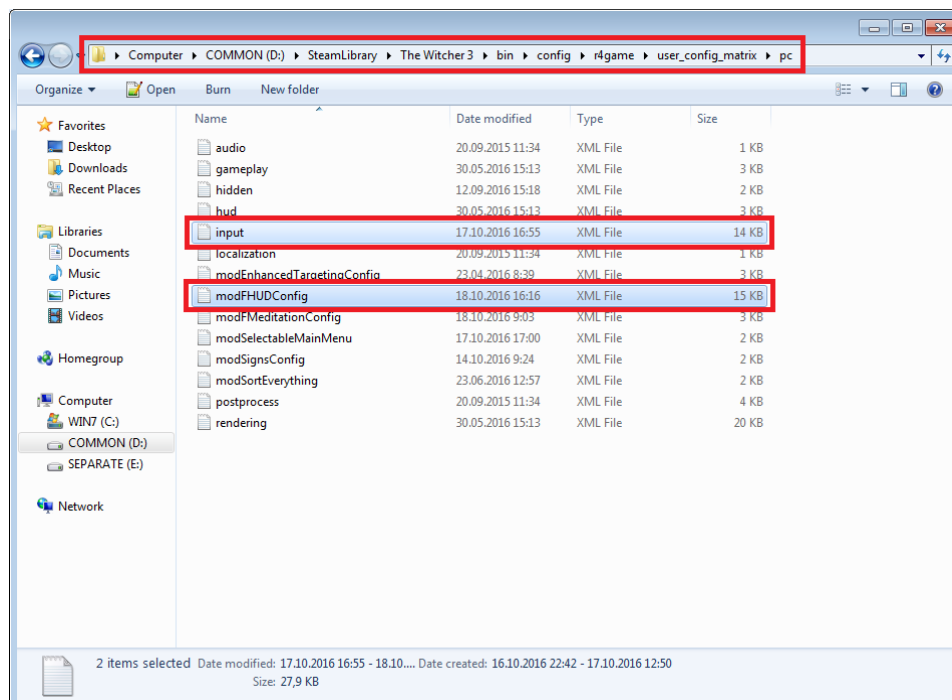 Computer COMMON (D:) SteamLibrary The Witcher 3 bin config r4game user_config_matrix pc
Organize Open Burn New folder
Name Date modified Type Size
Favorites
Desktop
Downloads
Recent Places
Libraries
Documents
Music
Pictures
Videos
Homegroup
Computer
WIN7 (C:)
COMMON (D:)
SEPARATE (E:)
Network
audio 20.09.2015 11:34 XML File 1 KB
gameplay 30.05.2016 15:13 XML File 3 KB
hidden 12.09.2016 15:18 XML File 2 KB
hud 30.05.2016 15:13 XML File 3 KB
input 17.10.2016 16:55 XML File 14 KB
localization 20.09.2015 11:34 XML File 1 KB
modEnhancedTargetingConfig 23.04.2016 8:39 XML File 3 KB
modFHUDConfig 18.10.2016 16:16 XML File 15 KB
modFMeditationConfig 18.10.2016 9:03 XML File 3 KB
modSelectableMainMenu 17.10.2016 17:00 XML File 2 KB
modSignsConfig 14.10.2016 9:24 XML File 2 KB
modSortEverything 23.06.2016 12:57 XML File 2 KB
postprocess 20.09.2015 11:34 XML File 4 KB
rendering 30.05.2016 15:13 XML File 20 KB
2 items selected Date modified: 17.10.2016 16:55 - 18.10.... Date created: 16.10.2016 22:42 - 17.10.2016 12:50
Size: 27,9 KB